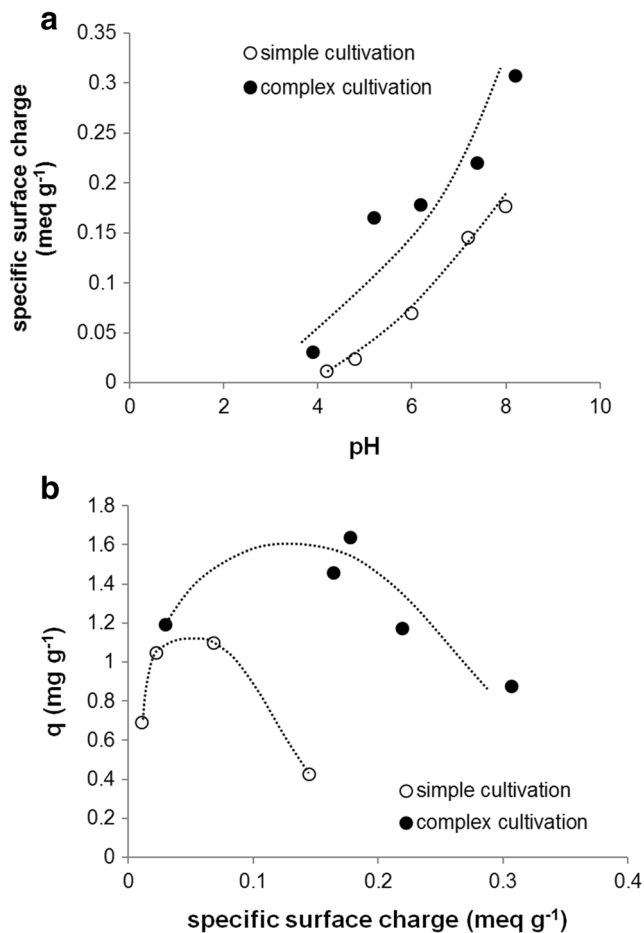 a
0.35
0.3
0.25
0.2
0.15
0.1
0.05
0
specific surface charge
(meq g-1)
simple cultivation
complex cultivation
0 2 4 6 8 10
pH
b
1.8
1.6
1.4
1.2
1
0.8
0.6
0.4
0.2
0
q (mg g-1)
simple cultivation
complex cultivation
0 0.1 0.2 0.3 0.4
specific surface charge (meq g-1)